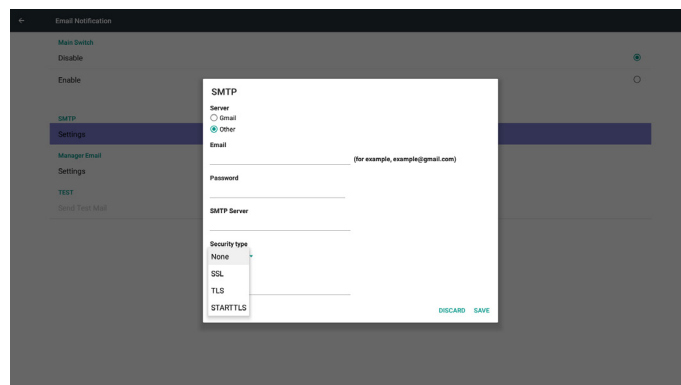 Email Notification
Main Switch
Disable
Enable
SMTP
Settings
Manager Email
Settings
TEST
Send Test Mail
SMTP
Server
Gmail
Other
Email
(for example, example@gmail.com)
Password
SMTP Server
Security type
None
SSL
TLS
STARTTLS
DISCARD SAVE